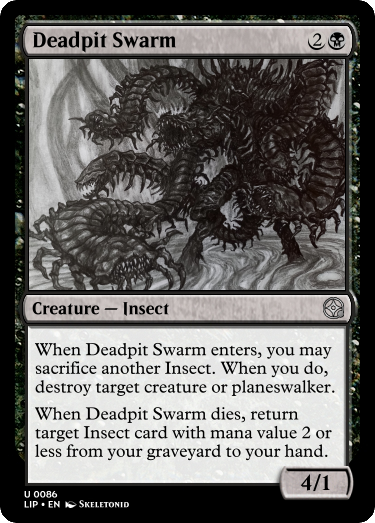 Deadpit Swarm 2
Creature — Insect
When Deadpit Swarm enters, you may
sacrifice another Insect. When you do,
destroy target creature or planeswalker.
When Deadpit Swarm dies, return
target Insect card with mana value 2 or
less from your graveyard to your hand.
4/1
U 0086
LIP • EN Skeletonid